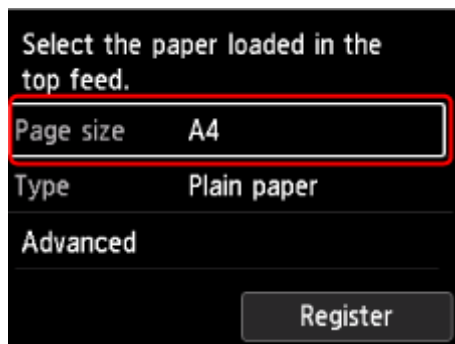 Select the paper loaded in the
top feed.
Page size A4
Type Plain paper
Advanced
Register